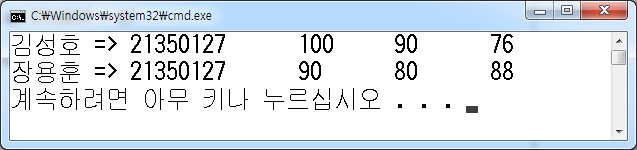 C:₩Windows₩system32₩cmd.exe
김성호 => 21350127 100 90 76
장용훈 => 21350127 90 80 88
계속하려면 아무 키나 누르십시오 . . .